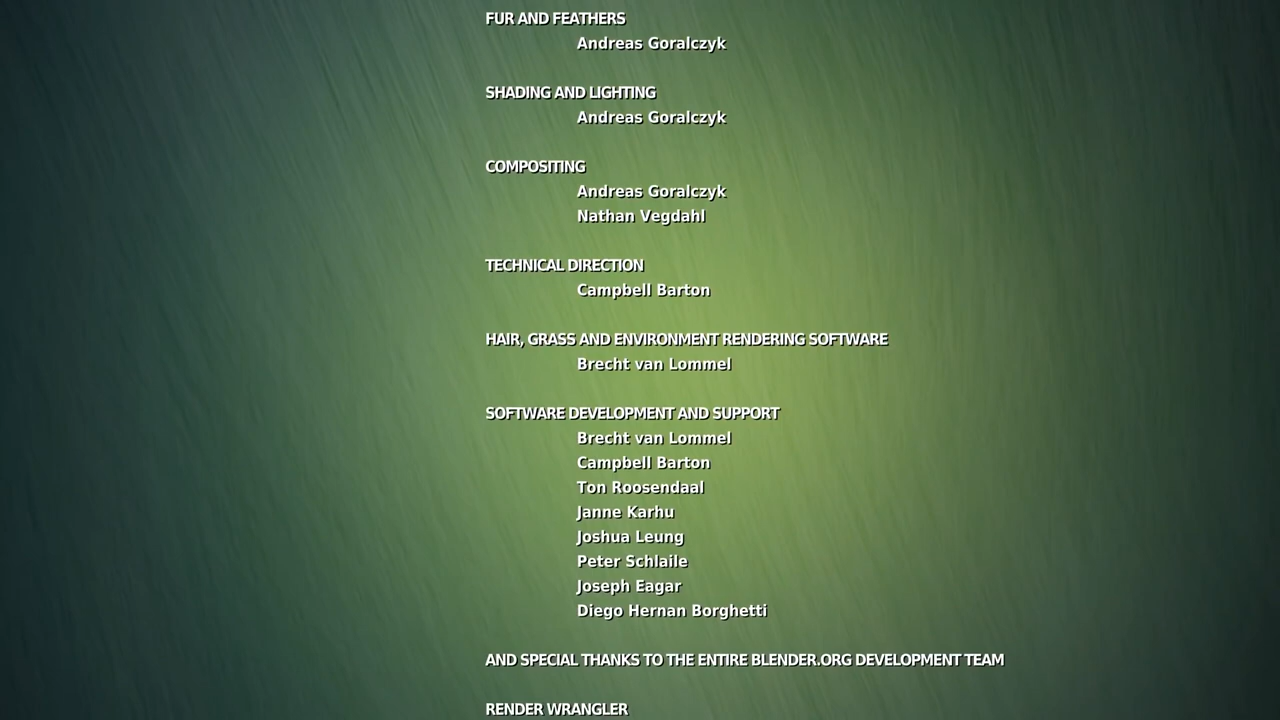 FUR AND FEATHERS
Andreas Goralczyk
SHADING AND LIGHTING
Andreas Goralczyk
COMPOSITING
Andreas Goralczyk
Nathan Vegdahl
TECHNICAL DIRECTION
Campbell Barton
HAIR, GRASS AND ENVIRONMENT RENDERING SOFTWARE
Brecht van Lommel
SOFTWARE DEVELOPMENT AND SUPPORT
Brecht van Lommel
Campbell Barton
Ton Roosendaal
Janne Karhu
Joshua Leung
Peter Schlaile
Joseph Eagar
Diego Hernan Borghetti
AND SPECIAL THANKS TO THE ENTIRE BLENDER.ORG DEVELOPMENT TEAM
RENDER WRANGLER